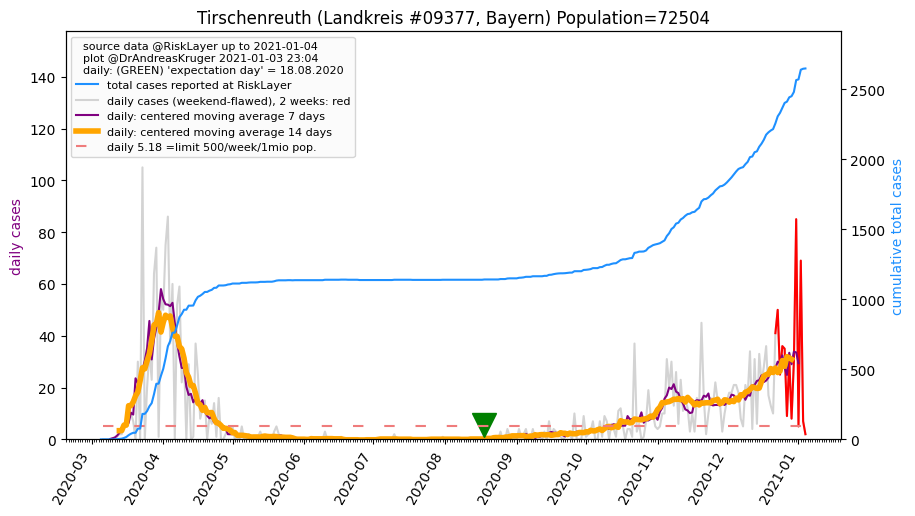 Tirschenreuth (Landkreis #09377, Bayern) Population=72504
source data @RiskLayer up to 2021-01-04
plot @DrAndreasKruger 2021-01-03 23:04
daily: (GREEN) 'expectation day' = 18.08.2020
total cases reported at RiskLayer
daily cases (weekend-flawed), 2 weeks: red
daily: centered moving average 7 days
daily: centered moving average 14 days
daily 5.18 =limit 500/week/1mio pop.
daily cases
140
120
100
80
60
40
20
0
cumulative total cases
2500
2000
1500
1000
500
0
2020-03
2020-04
2020-05
2020-06
2020-07
2020-08
2020-09
2020-10
2020-11
2020-12
2021-01